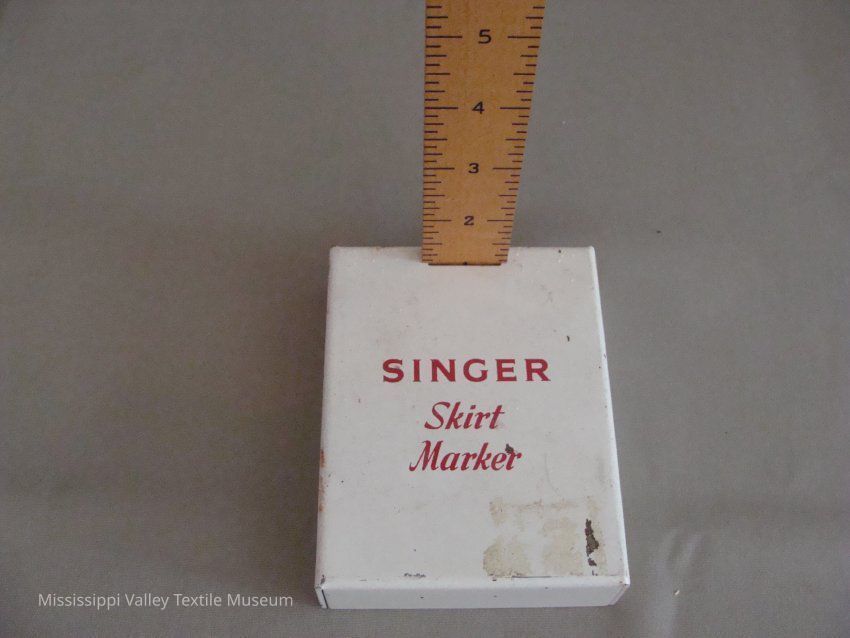 5
4
3
2
SINGER
Skirt
Marker
Mississippi Valley Textile Museum